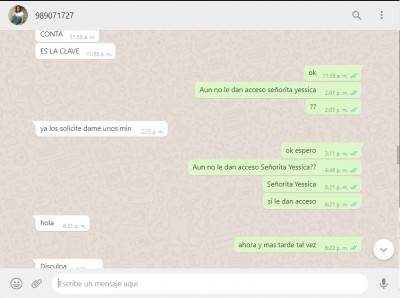 989071727
CONTA
11:58 a. m.
ES LA CLAVE
11:58 a. m.
ok
11:59 a. m.
Aun no le dan acceso señorita yessica
2:07 p. m.
??
2:07 p. m.
ya los solicite dame unos min
2:25 p. m.
ok espero
3:11 p. m.
Aun no le dan acceso Señorita Yessica??
4:46 p. m.
Señorita Yessica
6:21 p. m.
si le dan acceso
6:21 p. m.
hola
6:21 p. m.
ahora y mas tarde tal vez
6:22 p. m.
Disculpa
Escribe un mensaje aquí